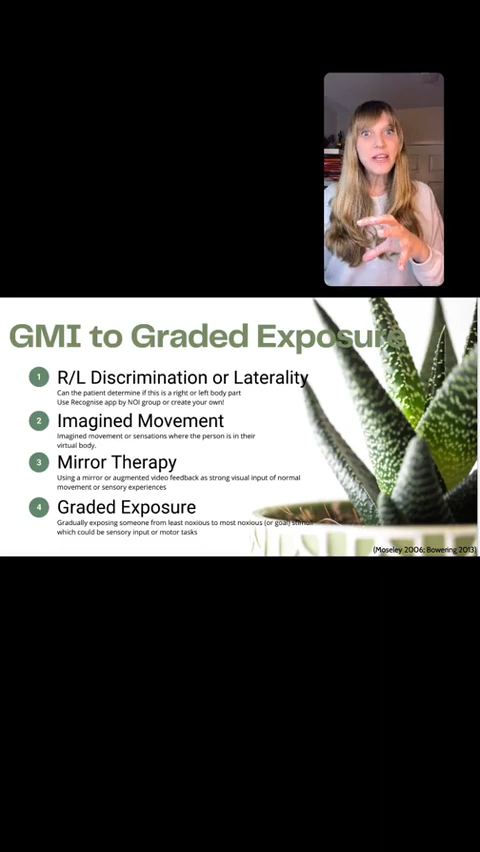 GMI to Graded Exposure
1
R/L Discrimination or Laterality
Can the patient determine if this is a right or left body part
Use Recognise app by NOI group or create your own!
2
Imagined Movement
Imagined movement or sensations where the person is in their
virtual body.
3
Mirror Therapy
Using a mirror or augmented video feedback as strong visual input of normal
movement or sensory experiences
4
Graded Exposure
Gradually exposing someone from least noxious to most noxious (or goal) stimuli
which could be sensory input or motor tasks
(Moseley 2006; Bowering 2013)